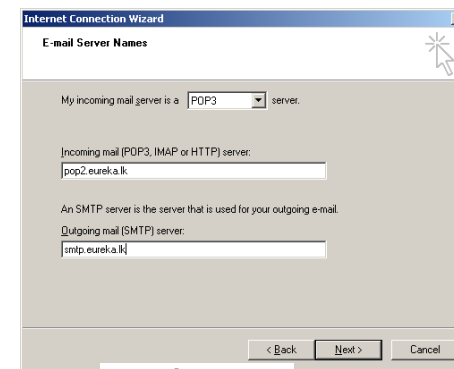 Internet Connection Wizard
E-mail Server Names
My incoming mail server is a POP3 server.
Incoming mail (POP3, IMAP or HTTP) server:
pop2.eureka.lk
An SMTP server is the server that is used for your outgoing e-mail.
Outgoing mail (SMTP) server:
smtp.eureka.lk
< Back Next > Cancel